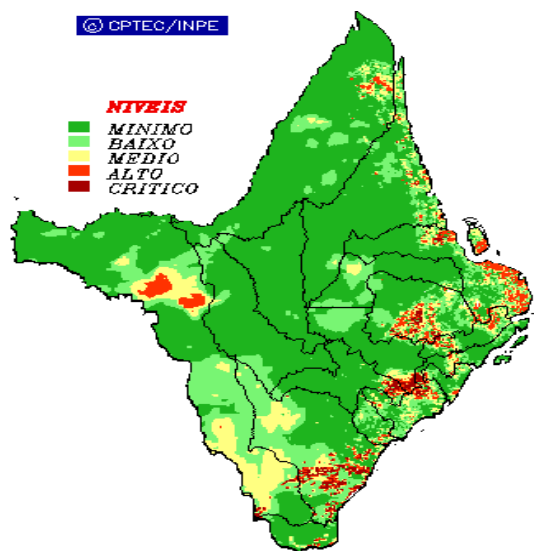 © CPTEC/INPE
NIVEIS
MINIMO
BAIXO
MEDIO
ALTO
CRITICO